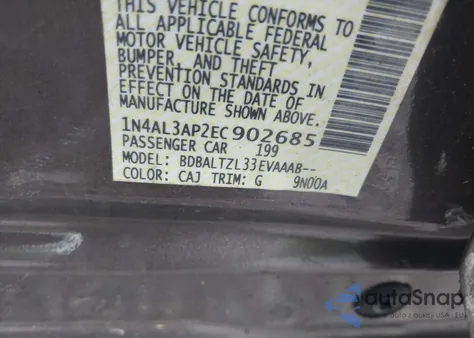 THIS VEHICLE CONFORMS TO
ALL APPLICABLE FEDERAL
MOTOR VEHICLE SAFETY,
BUMPER, AND THEFT
PREVENTION STANDARDS IN
EFFECT ON THE DATE OF
MANUFACTURE SHOWN ABOVE.
1N4AL3AP2EC902685
PASSENGER CAR 199
MODEL: BDBALTZL33EVAAAB--
COLOR: CAJ TRIM: G 9N00A
autoSnap